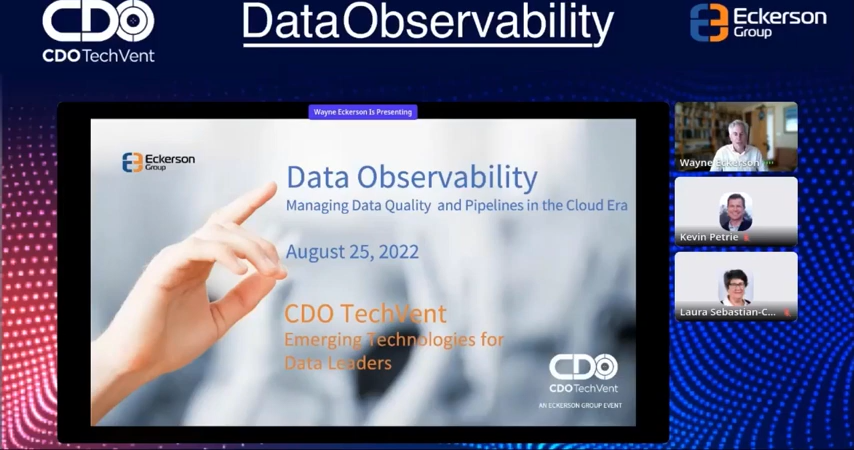 CDO
CDO TechVent
DataObservability
Eckerson
Group
Wayne Eckerson Is Presenting
Eckerson
Group
Data Observability
Managing Data Quality and Pipelines in the Cloud Era
August 25, 2022
CDO TechVent
Emerging Technologies for
Data Leaders
CDO
CDO TechVent
AN ECKERSON GROUP EVENT
Wayne Eckerson
Kevin Petrie
Laura Sebastian-C...